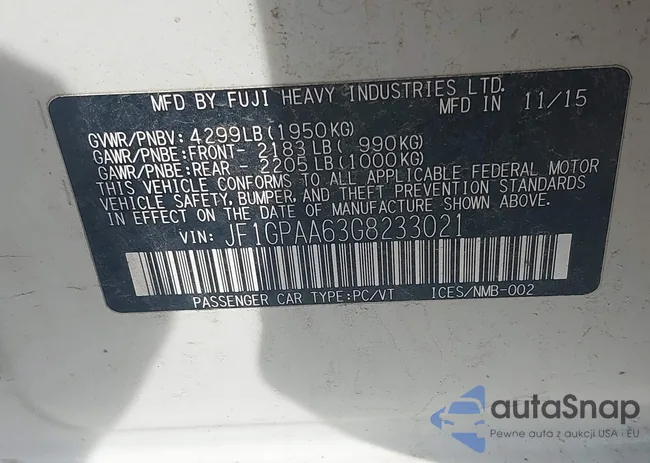 MFD BY FUJI HEAVY INDUSTRIES LTD.
MFD IN 11/15
GVWR/PNBV: 4299LB(1950KG)
GAWR/PNBE:FRONT- 2183LB( 990KG)
GAWR/PNBE:REAR - 2205LB(1000KG)
THIS VEHICLE CONFORMS TO ALL APPLICABLE FEDERAL MOTOR
VEHICLE SAFETY, BUMPER, AND THEFT PREVENTION STANDARDS
IN EFFECT ON THE DATE OF MANUFACTURE SHOWN ABOVE.
VIN: JF1GPAA63G8233021
PASSENGER CAR TYPE:PC/VT ICES/NMB-002
autoSnap
Pewne auta z aukcji USA i EU